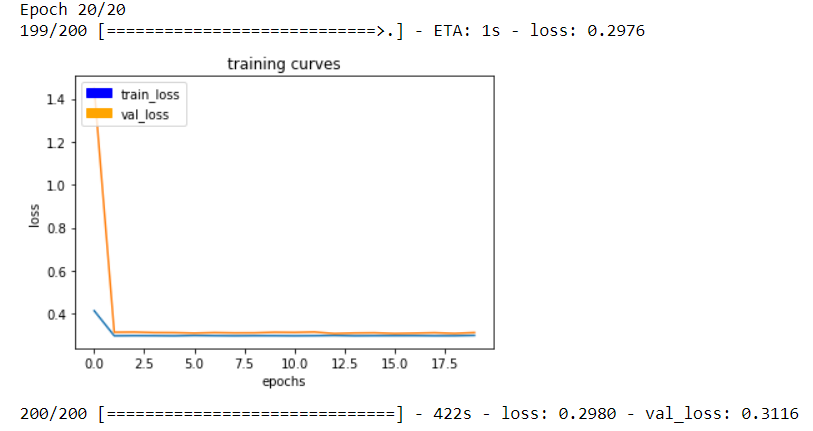 Epoch 20/20
199/200 [============================>.] - ETA: 1s - loss: 0.2976
training curves
train_loss
val_loss
1.4
1.2
1.0
0.8
0.6
0.4
loss
0.0 2.5 5.0 7.5 10.0 12.5 15.0 17.5
epochs
200/200 [==============================] - 422s - loss: 0.2980 - val_loss: 0.3116